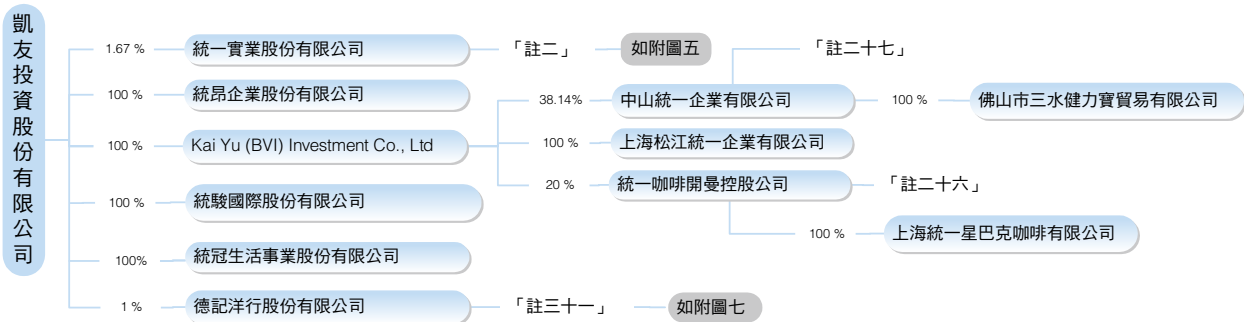 凱友投資股份有限公司
1.67 %
統一實業股份有限公司
「註二」
如附圖五
「註二十七」
100 %
統昂企業股份有限公司
38.14%
中山統一企業有限公司
100 %
佛山市三水健力寶貿易有限公司
100 %
Kai Yu (BVI) Investment Co., Ltd
100 %
上海松江統一企業有限公司
20 %
統一咖啡開曼控股公司
「註二十六」
100 %
統駿國際股份有限公司
100 %
上海統一星巴克咖啡有限公司
100%
統冠生活事業股份有限公司
1 %
德記洋行股份有限公司
「註三十一」
如附圖七